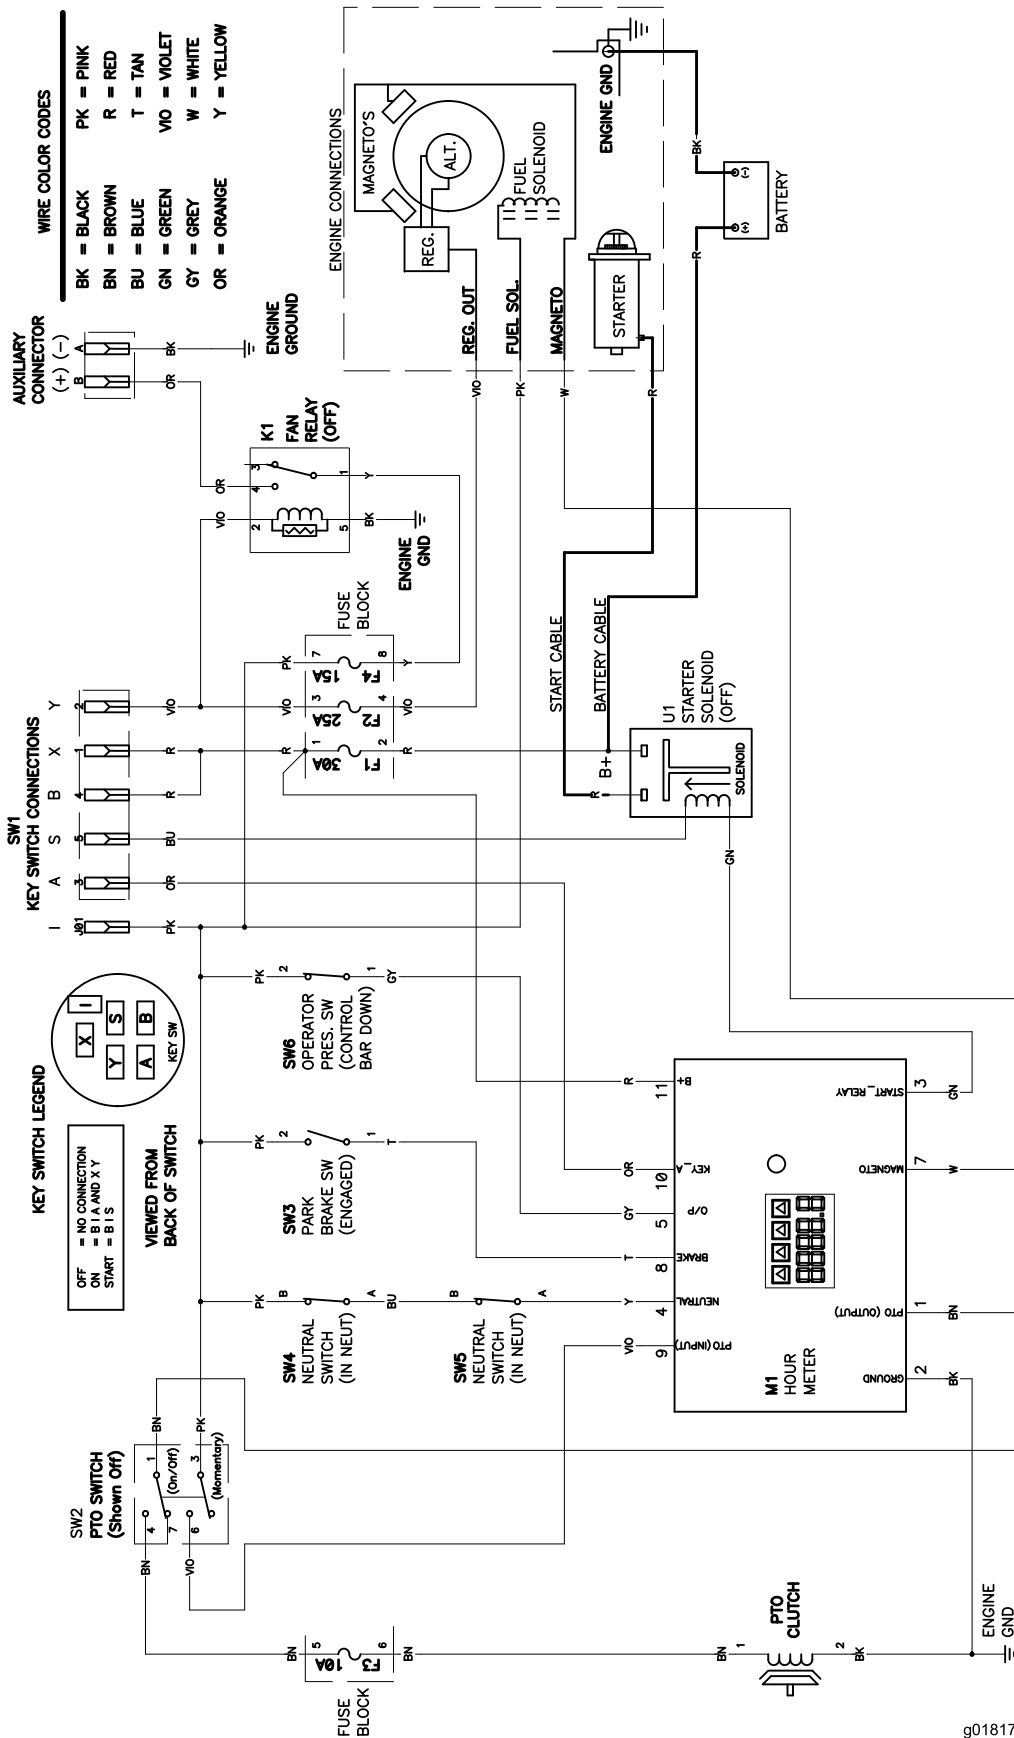 WIRE COLOR CODES
BK = BLACK
BN = BROWN
BU = BLUE
GN = GREEN
GY = GREY
OR = ORANGE
PK = PINK
R = RED
T = TAN
VIO = VIOLET
W = WHITE
Y = YELLOW
AUXILIARY
CONNECTOR
(+) (-)
B
A
OR
BK
ENGINE
GROUND
K1
FAN
RELAY
(OFF)
OR
VIO
3
4
1
2
5
Y
BK
ENGINE
GND
ENGINE CONNECTIONS
MAGNETO'S
ALT.
REG.
FUEL
SOLENOID
ENGINE GND
REG. OUT
FUEL SOL.
MAGNETO
STARTER
VIO
PK
W
R
R
BK
(+)
(-)
BATTERY
SW1
KEY SWITCH CONNECTIONS
I
A
S
B
X
Y
J01
3
5
4
1
2
PK
OR
BU
R
R
VIO
FUSE
BLOCK
PK
VIO
R
7
8
15A
F4
3
4
25A
F2
1
2
30A
F1
Y
VIO
R
START CABLE
BATTERY CABLE
U1
STARTER
SOLENOID
(OFF)
B+
R
SOLENOID
GN
KEY SWITCH LEGEND
X
I
Y
S
A
B
KEY SW
OFF = NO CONNECTION
ON = B I A AND X Y
START = B I S
VIEWED FROM
BACK OF SWITCH
SW6
OPERATOR
PRES. SW
(CONTROL
BAR DOWN)
PK
2
1
GY
SW3
PARK
BRAKE SW
(ENGAGED)
PK
2
1
T
SW4
NEUTRAL
SWITCH
(IN NEUT)
PK
B
A
BU
SW5
NEUTRAL
SWITCH
(IN NEUT)
B
A
Y
SW2
PTO SWITCH
(Shown Off)
4
7
6
1
3
(On/Off)
(Momentary)
BN
PK
BN
VIO
R
OR
GY
T
Y
VIO
11
10
5
8
4
9
B+
KEY_A
O/P
BRAKE
NEUTRAL
PTO (INPUT)
M1
HOUR
METER
START_RELAY
MAGNETO
PTO (OUTPUT)
GROUND
3
7
1
2
GN
W
BN
BK
BN
5
6
10A
F3
BN
FUSE
BLOCK
BN
1
PTO
CLUTCH
2
BK
ENGINE
GND
g01817